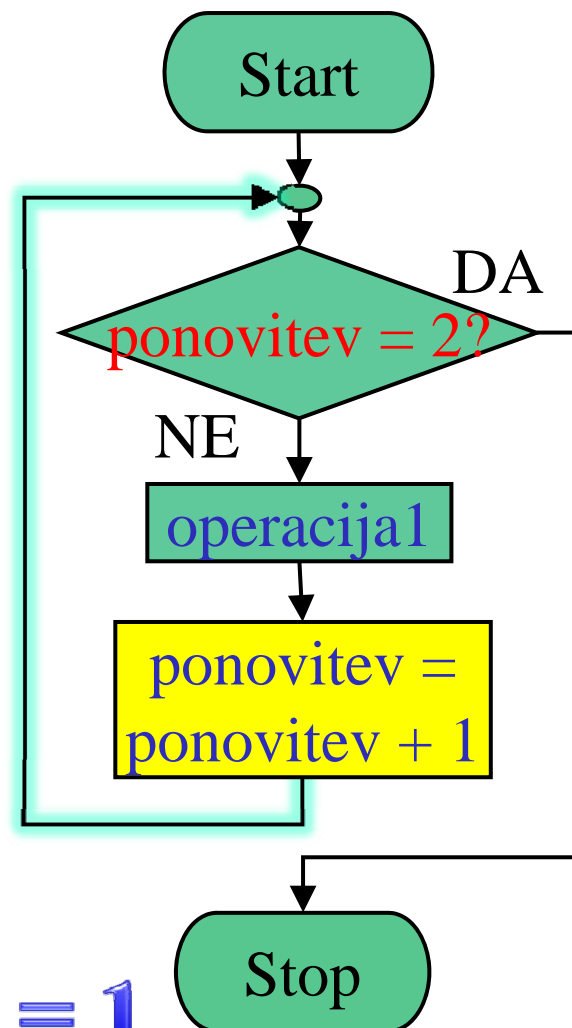 Start
DA
ponovitev = 2?
NE
operacija1
ponovitev =
ponovitev + 1
Stop
= 1